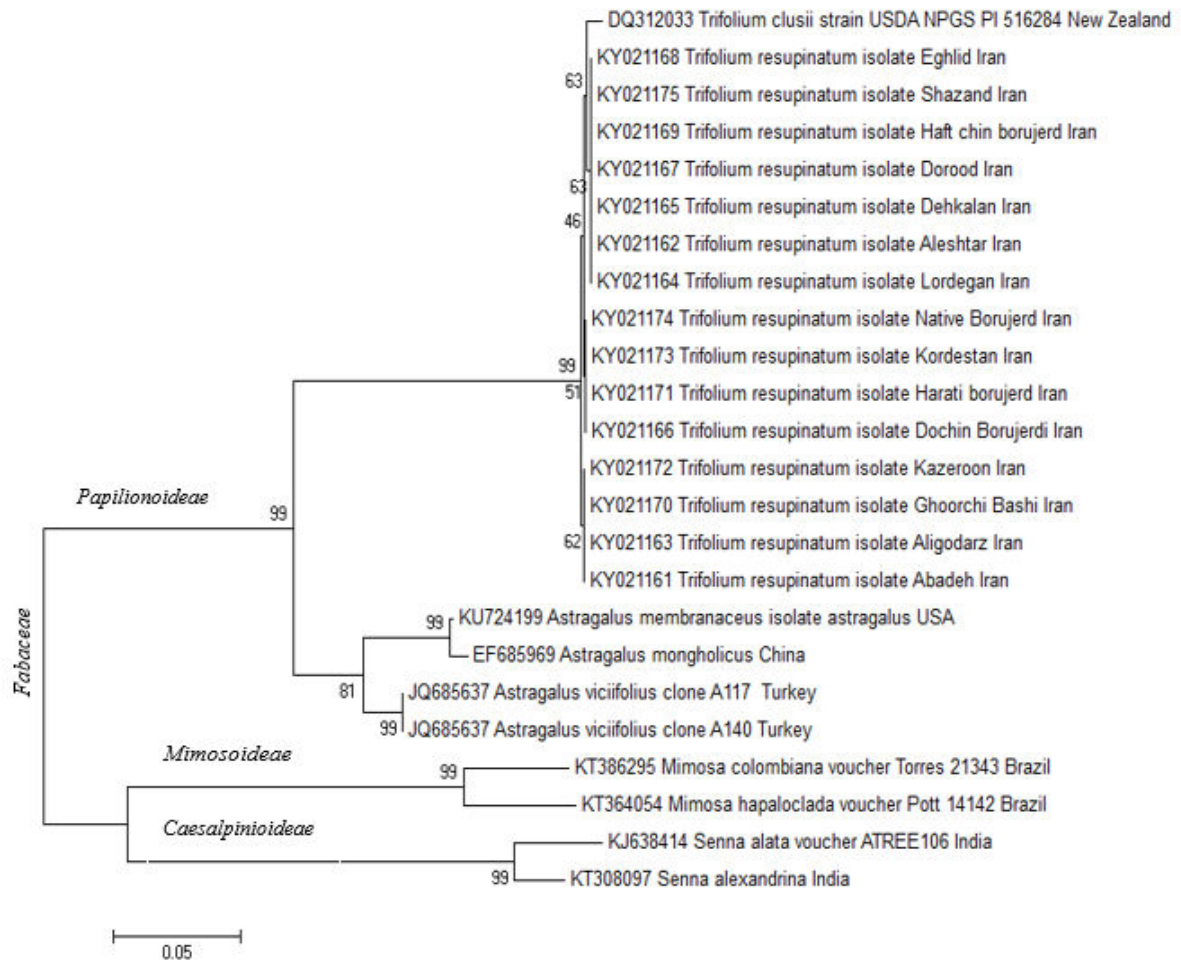 DQ312033 Trifolium clusii strain USDA NPGS PI 516284 New Zealand
KY021168 Trifolium resupinatum isolate Eghlid Iran
63
KY021175 Trifolium resupinatum isolate Shazand Iran
KY021169 Trifolium resupinatum isolate Haft chin borujerd Iran
KY021167 Trifolium resupinatum isolate Dorood Iran
63
KY021165 Trifolium resupinatum isolate Dehkalan Iran
46
KY021162 Trifolium resupinatum isolate Aleshtar Iran
KY021164 Trifolium resupinatum isolate Lordegan Iran
KY021174 Trifolium resupinatum isolate Native Borujerd Iran
KY021173 Trifolium resupinatum isolate Kordestan Iran
99
51
KY021171 Trifolium resupinatum isolate Harati borujerd Iran
KY021166 Trifolium resupinatum isolate Dochin Borujerdi Iran
KY021172 Trifolium resupinatum isolate Kazeroon Iran
Papilionoideae
99
KY021170 Trifolium resupinatum isolate Ghoorchi Bashi Iran
62
KY021163 Trifolium resupinatum isolate Aligodarz Iran
KY021161 Trifolium resupinatum isolate Abadeh Iran
Fabaceae
99
KU724199 Astragalus membranaceus isolate astragalus USA
EF685969 Astragalus mongholicus China
81
JQ685637 Astragalus viciifolius clone A117 Turkey
99
JQ685637 Astragalus viciifolius clone A140 Turkey
Mimosoideae
99
KT386295 Mimosa colombiana voucher Torres 21343 Brazil
KT364054 Mimosa hapaloclada voucher Pott 14142 Brazil
Caesalpinioideae
KJ638414 Senna alata voucher ATREE106 India
99
KT308097 Senna alexandrina India
0.05